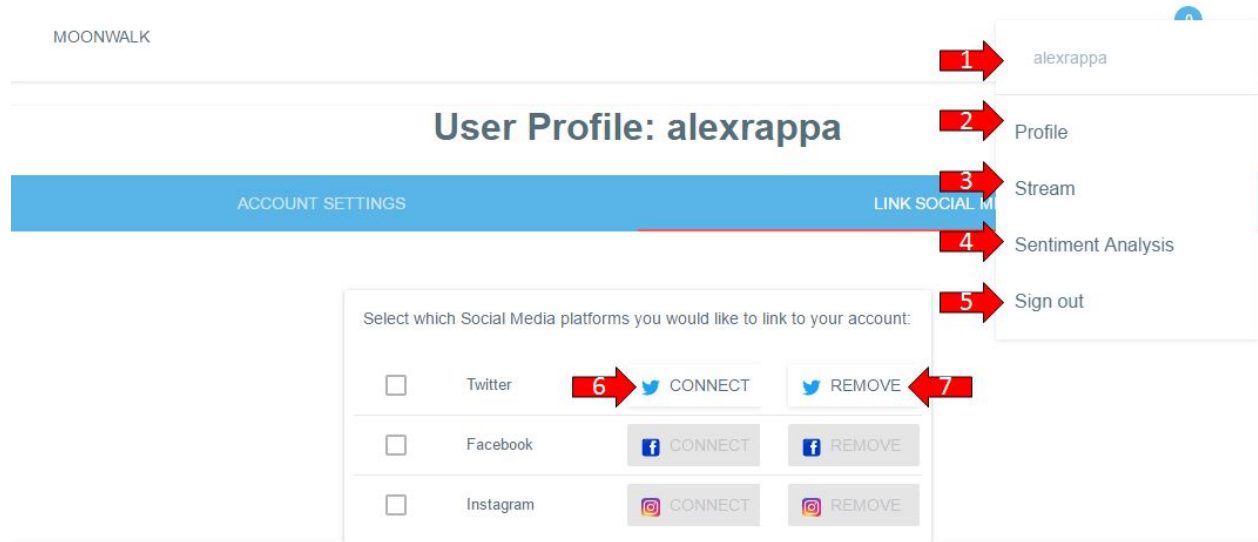 MOONWALK
1
alexrappa
User Profile: alexrappa
2
Profile
3
Stream
ACCOUNT SETTINGS
LINK SOCIAL M
4
Sentiment Analysis
5
Sign out
Select which Social Media platforms you would like to link to your account:
Twitter
6
CONNECT
REMOVE
7
Facebook
CONNECT
REMOVE
Instagram
CONNECT
REMOVE